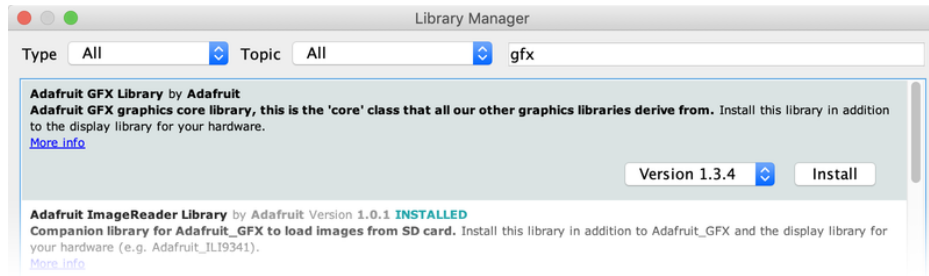 Library Manager
Type All Topic All gfx
Adafruit GFX Library by Adafruit
Adafruit GFX graphics core library, this is the 'core' class that all our other graphics libraries derive from. Install this library in addition
to the display library for your hardware.
More info
Version 1.3.4 Install
Adafruit ImageReader Library by Adafruit Version 1.0.1 INSTALLED
Companion library for Adafruit_GFX to load images from SD card. Install this library in addition to Adafruit_GFX and the display library for
your hardware (e.g. Adafruit_ILI9341).
More info